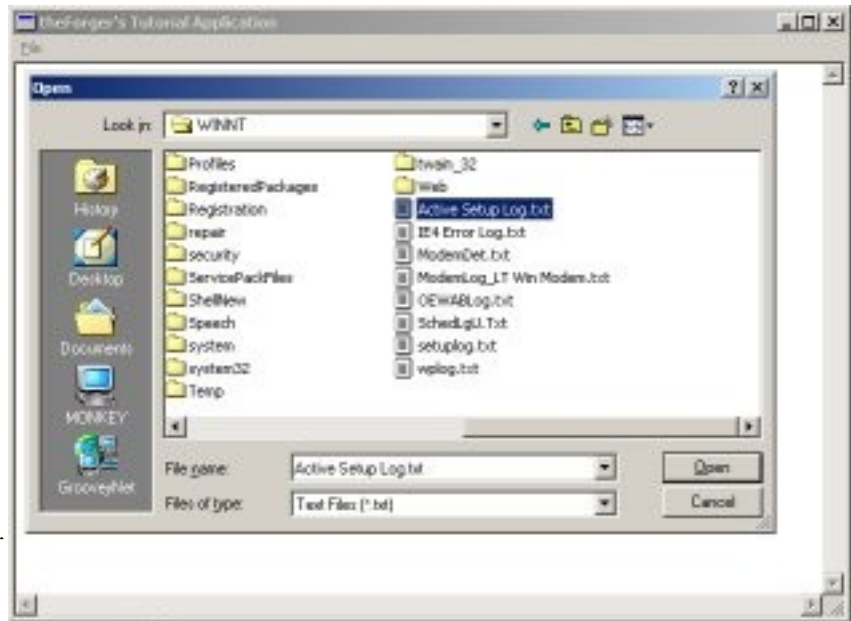 theForger's Tutorial Application
File
Open
Look in:
WINNT
History
Desktop
Documents
MONKEY
GrooveyNet
Profiles
RegisteredPackages
Registration
repair
security
ServicePackFiles
ShellNew
Speech
system
system32
Temp
twain_32
Web
Active Setup Log.txt
IE4 Error Log.txt
ModemDet.txt
ModemLog_LT Win Modem.txt
OEWABLog.txt
SchedLgU.Txt
setuplog.txt
wplog.txt
File name:
Active Setup Log.txt
Open
Files of type:
Text Files (*.txt)
Cancel